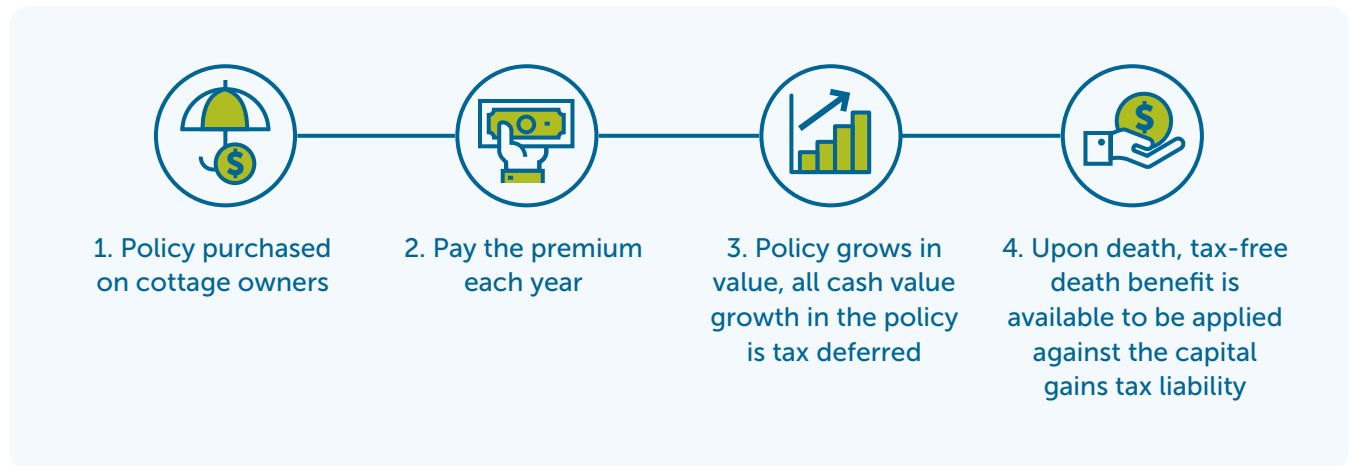 $
$
$
1. Policy purchased
on cottage owners
2. Pay the premium
each year
3. Policy grows in
value, all cash value
growth in the policy
is tax deferred
4. Upon death, tax-free
death benefit is
available to be applied
against the capital
gains tax liability